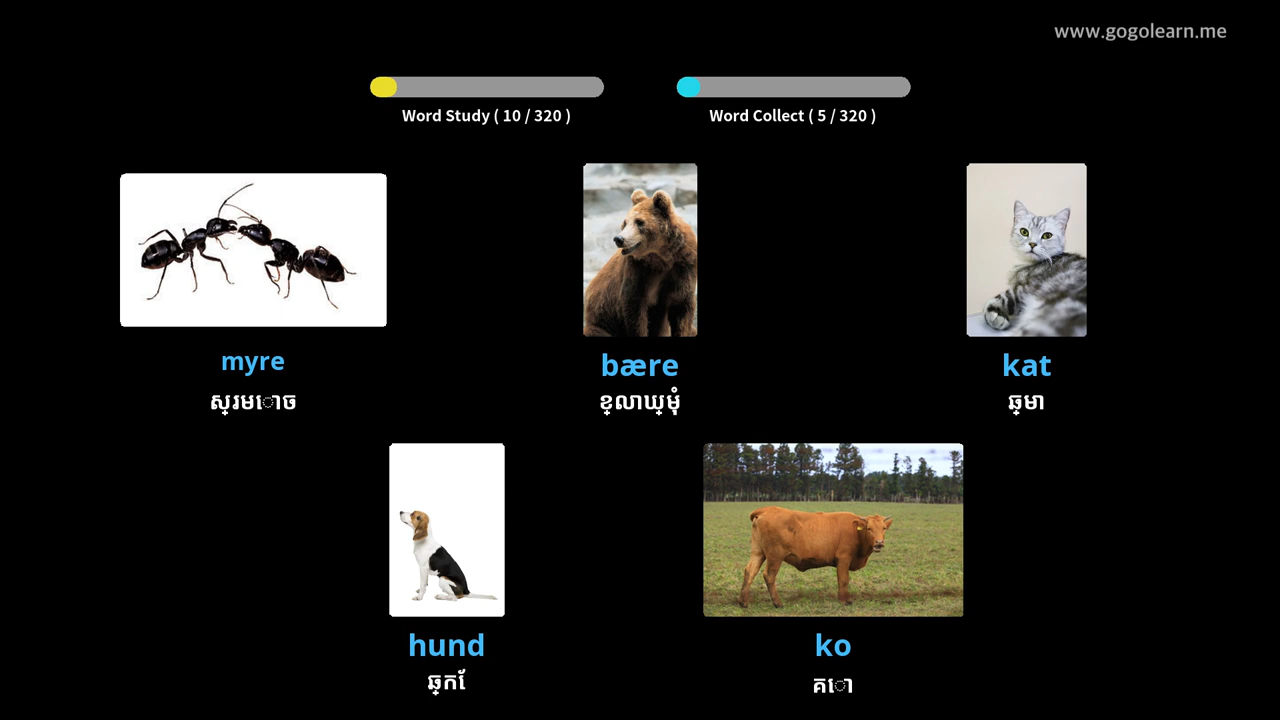 www.gogolearn.me
Word Study ( 10 / 320 )
Word Collect ( 5 / 320 )
myre
ស្រមោច
bære
ខ្លាឃ្មុំ
kat
ឆ្មា
hund
ឆ្កែ
ko
គោ